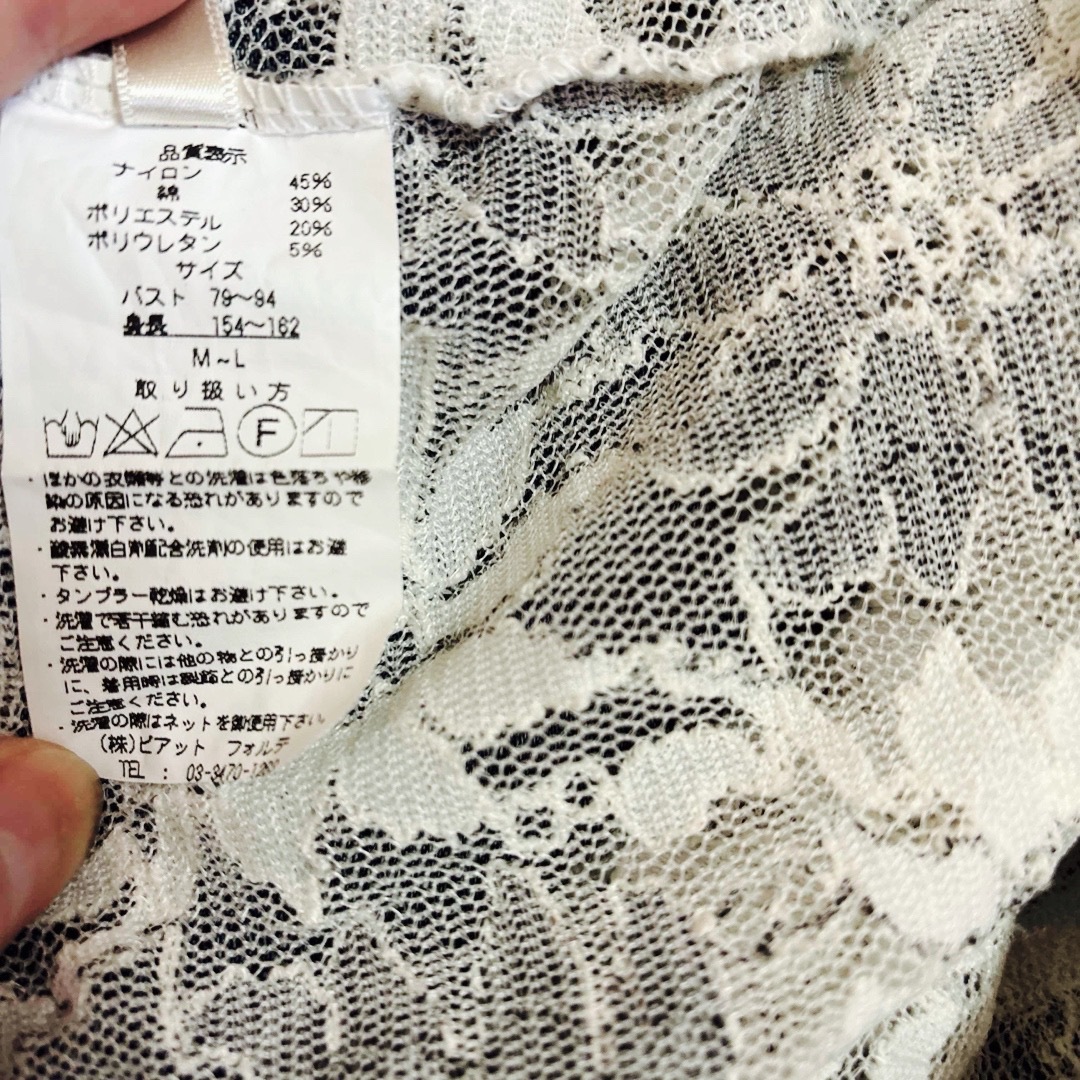 品質表示
ナイロン 45%
綿 30%
ポリエステル 20%
ポリウレタン 5%
サイズ
バスト 79~94
身長 154~162
M~L
取り扱い方
F
・ほかの衣類等との洗濯は色落ちや移
染の原因になる恐れがありますので
お避け下さい。
・酸素漂白剤配合洗剤の使用はお避
下さい。
・タンブラー乾燥はお避け下さい。
・洗濯で若干縮む恐れがありますので
ご注意ください。
・洗濯の際には他の物との引っ掛かり
に、着用時は装飾との引っ掛かりに
ご注意ください。
・洗濯の際はネットを御使用下さい
(株)ピアット フォルテ
TEL : 03-3470-